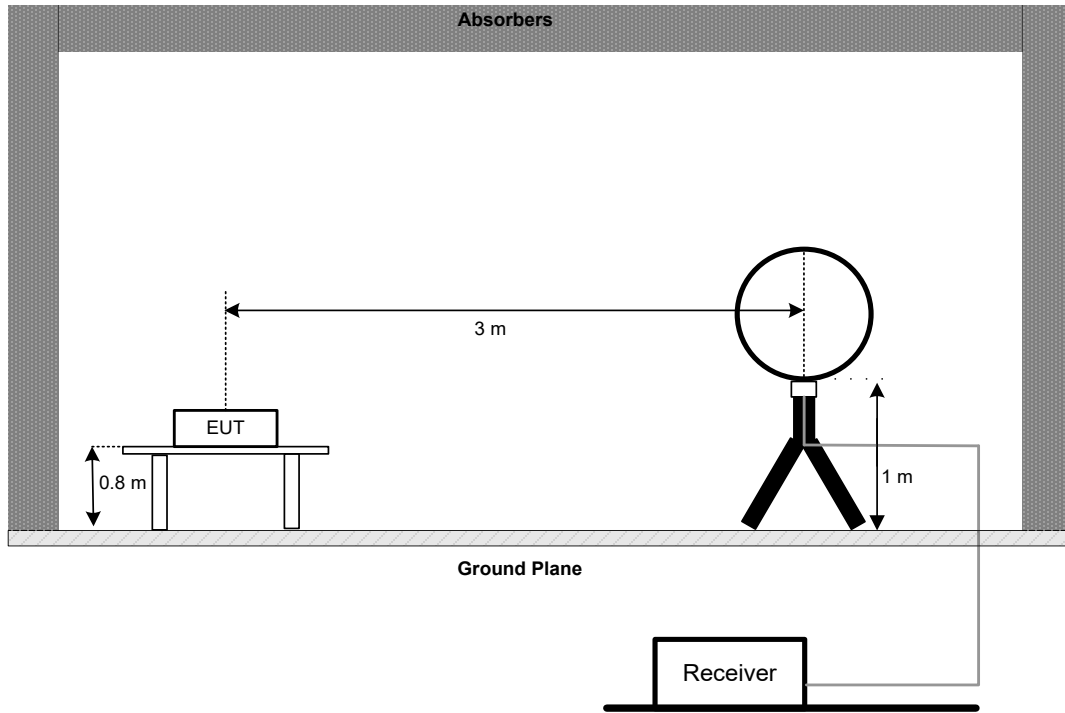 Absorbers
3 m
EUT
0.8 m
1 m
Ground Plane
Receiver